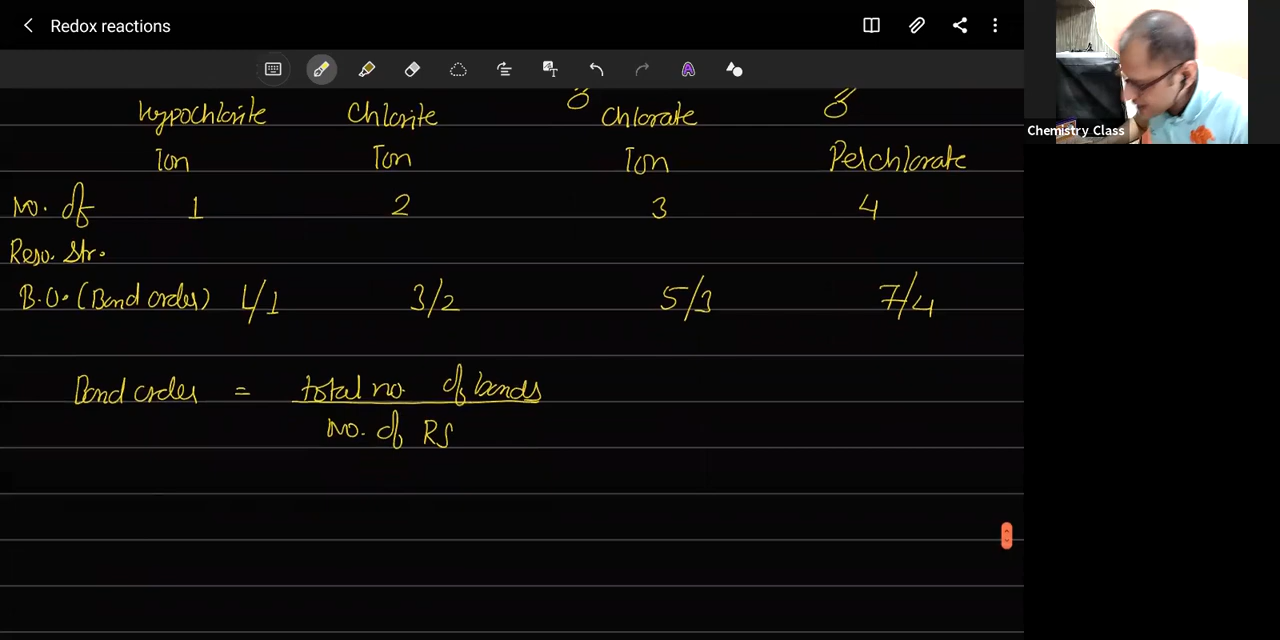 Redox reactions
Chemistry Class
Hypochlorite Chlorite Chlorate Perchlorate
Ion Ion Ion
No. of 1 2 3 4
Reso. Str.
B.O. (Bond order) 1/1 3/2 5/3 7/4
Bond order = total no. of bonds
No. of RS